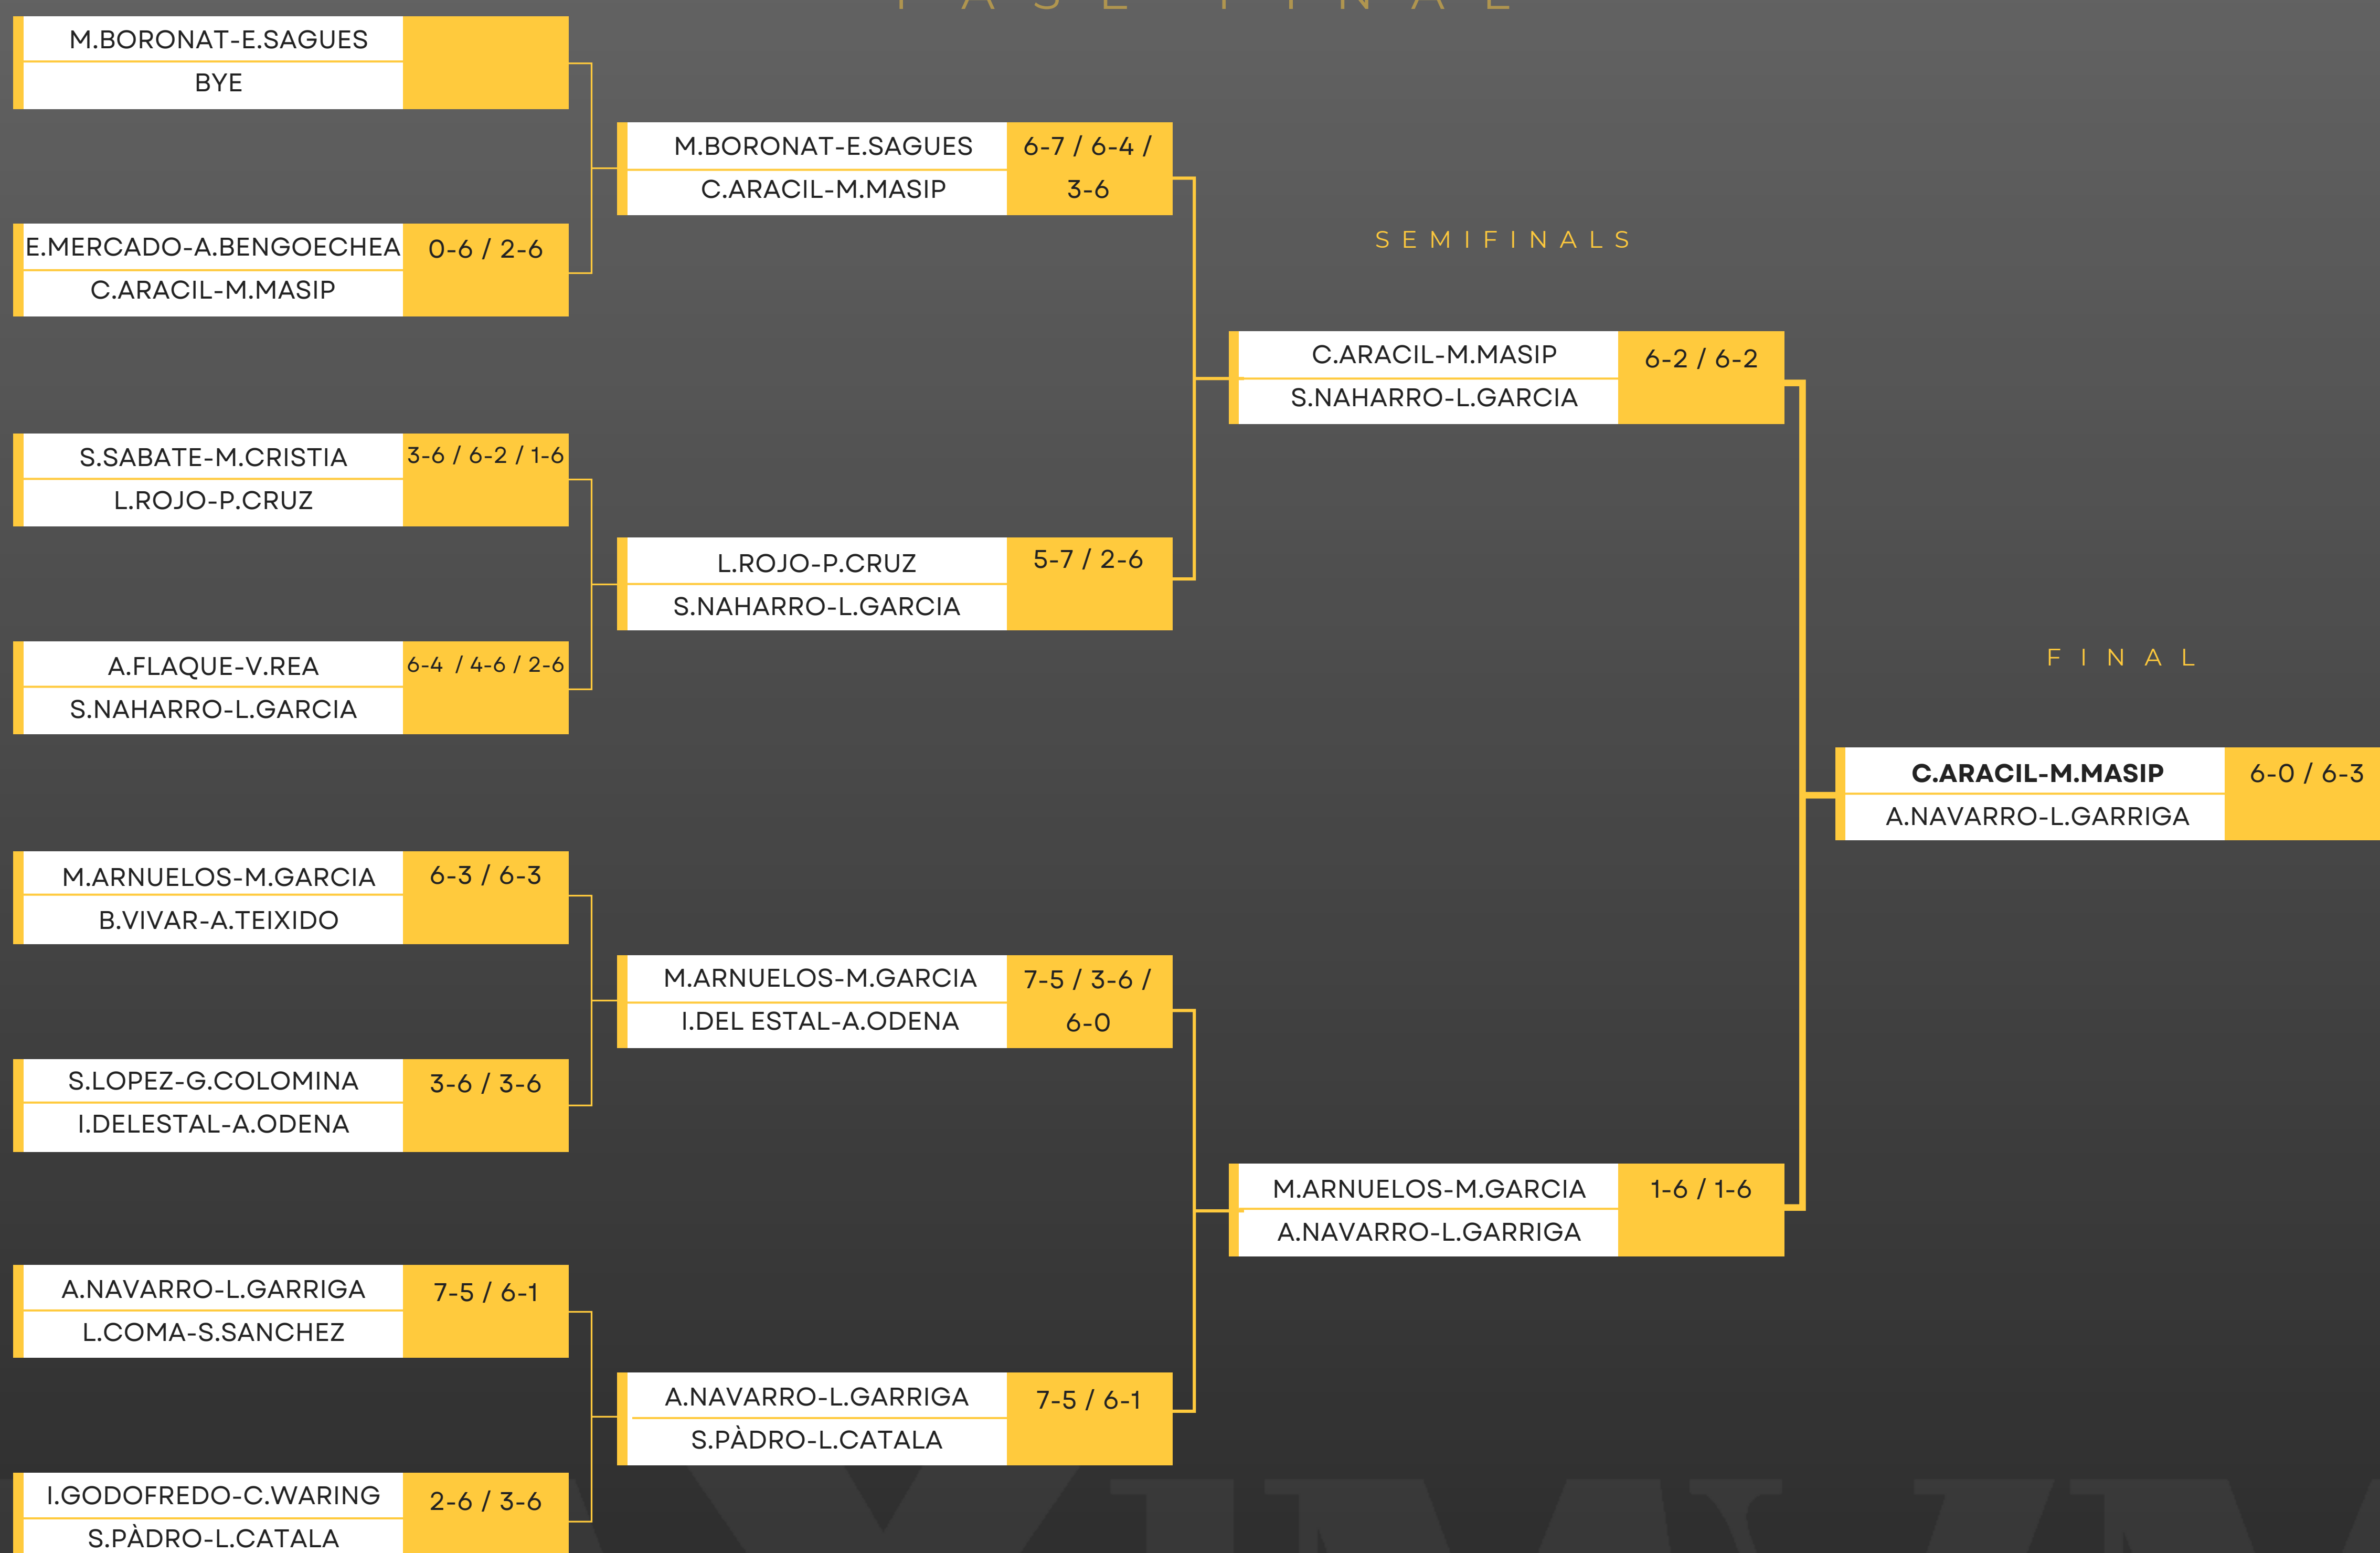 M.BORONAT-E.SAGUES
BYE
E.MERCADO-A.BENGOECHEA 0-6 / 2-6
C.ARACIL-M.MASIP
S.SABATE-M.CRISTIA 3-6 / 6-2 / 1-6
L.ROJO-P.CRUZ
A.FLAQUE-V.REA 6-4 / 4-6 / 2-6
S.NAHARRO-L.GARCIA
M.ARNUELOS-M.GARCIA 6-3 / 6-3
B.VIVAR-A.TEIXIDO
S.LOPEZ-G.COLOMINA 3-6 / 3-6
I.DELESTAL-A.ODENA
A.NAVARRO-L.GARRIGA 7-5 / 6-1
L.COMA-S.SANCHEZ
I.GODOFREDO-C.WARING 2-6 / 3-6
S.PÀDRO-L.CATALA
M.BORONAT-E.SAGUES 6-7 / 6-4 /
C.ARACIL-M.MASIP 3-6
L.ROJO-P.CRUZ 5-7 / 2-6
S.NAHARRO-L.GARCIA
M.ARNUELOS-M.GARCIA 7-5 / 3-6 /
I.DEL ESTAL-A.ODENA 6-0
A.NAVARRO-L.GARRIGA 7-5 / 6-1
S.PÀDRO-L.CATALA
SEMIFINALS
C.ARACIL-M.MASIP 6-2 / 6-2
S.NAHARRO-L.GARCIA
M.ARNUELOS-M.GARCIA 1-6 / 1-6
A.NAVARRO-L.GARRIGA
FINAL
C.ARACIL-M.MASIP 6-0 / 6-3
A.NAVARRO-L.GARRIGA